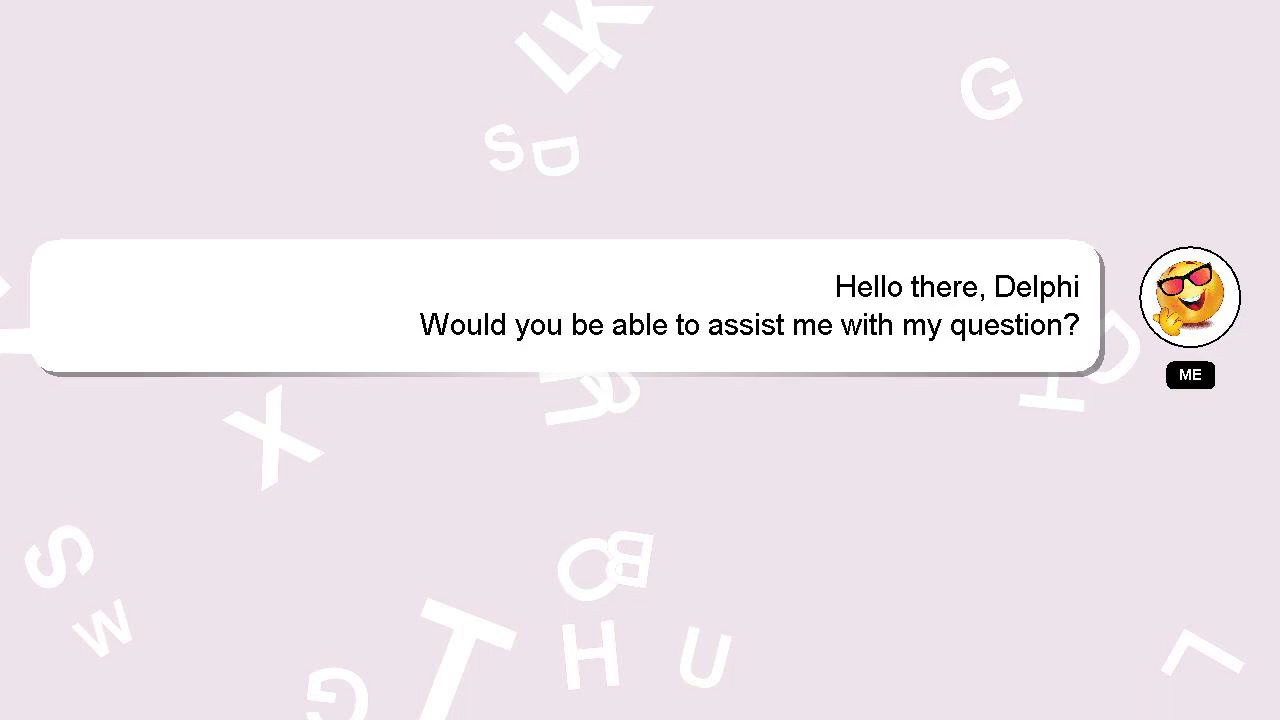 Hello there, Delphi
Would you be able to assist me with my question?
ME
L
K
G
S
D
X
S
W
C
B
T
H
U
G
L